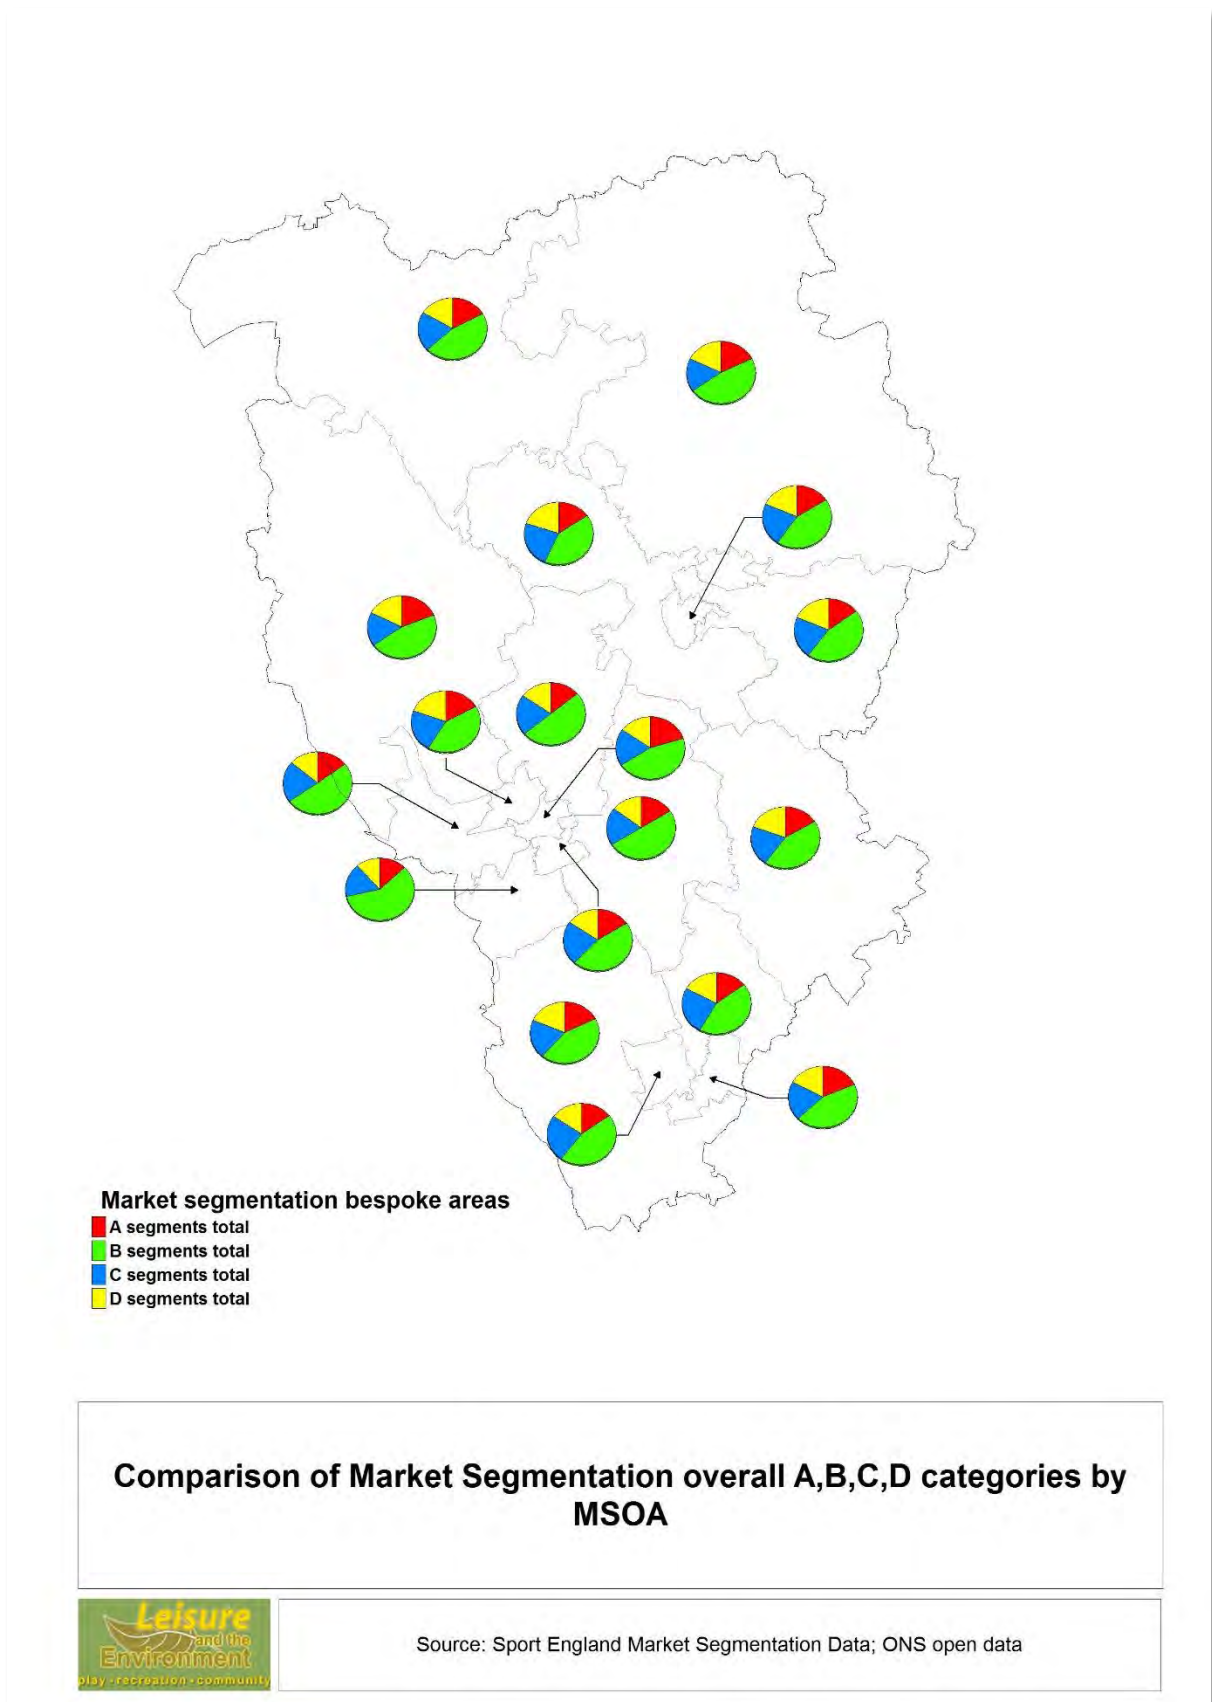 Market segmentation bespoke areas
A segments total
B segments total
C segments total
D segments total
Comparison of Market Segmentation overall A,B,C,D categories by
MSOA
Leisure
and the
Environment
play • recreation • community
Source: Sport England Market Segmentation Data; ONS open data